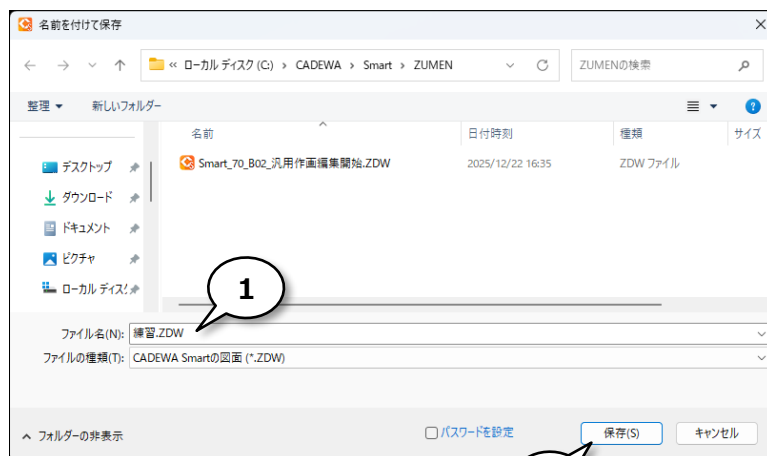 名前を付けて保存
« ローカル ディスク (C:) › CADEWA › Smart › ZUMEN
ZUMENの検索
整理 新しいフォルダー
名前 日付時刻 種類 サイズ
デスクトップ
Smart_70_B02_汎用作画編集開始.ZDW 2025/12/22 16:35 ZDW ファイル
ダウンロード
ドキュメント
ピクチャ
ローカル ディスク
1
ファイル名(N): 練習.ZDW
ファイルの種類(T): CADEWA Smartの図面 (*.ZDW)
フォルダーの非表示 パスワードを設定 保存(S) キャンセル